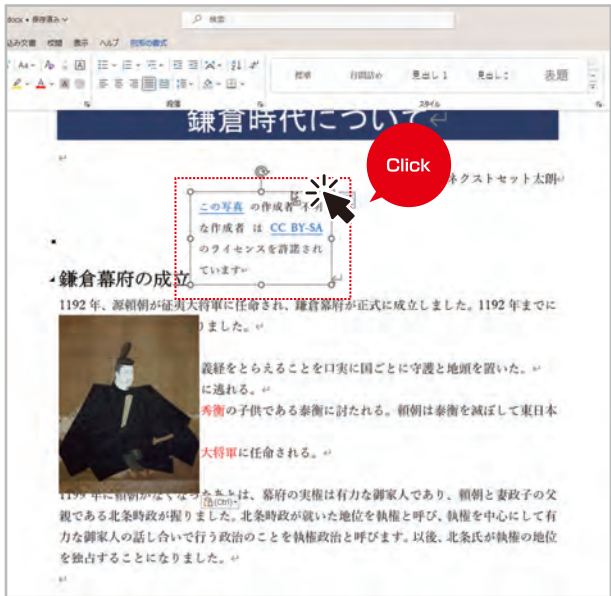 docx • 保存済み
検索
込み文書 校閲 表示 ヘルプ 図形の書式
標準 行間詰め 見出し 1 見出し 2 表題
段落 スタイル
鎌倉時代について
Click
ネクストセット太朗
この写真 の作成者 不明
な作成者 は CC BY-SA
のライセンスを許諾され
ています
鎌倉幕府の成立
1192 年、源頼朝が征夷大将軍に任命され、鎌倉幕府が正式に成立しました。1192 年までに
りました。
義経をとらえることを口実に国ごとに守護と地頭を置いた。
に逃れる。
秀衡の子供である泰衡に討たれる。頼朝は泰衡を滅ぼして東日本
大将軍に任命される。
1199 年に頼朝がなくなったあとは、幕府の実権は有力な御家人であり、頼朝と妻政子の父
(Ctrl)
親である北条時政が握りました。北条時政が就いた地位を執権と呼び、執権を中心にして有
力な御家人の話し合いで行う政治のことを執権政治と呼びます。以後、北条氏が執権の地位
を独占することになりました。